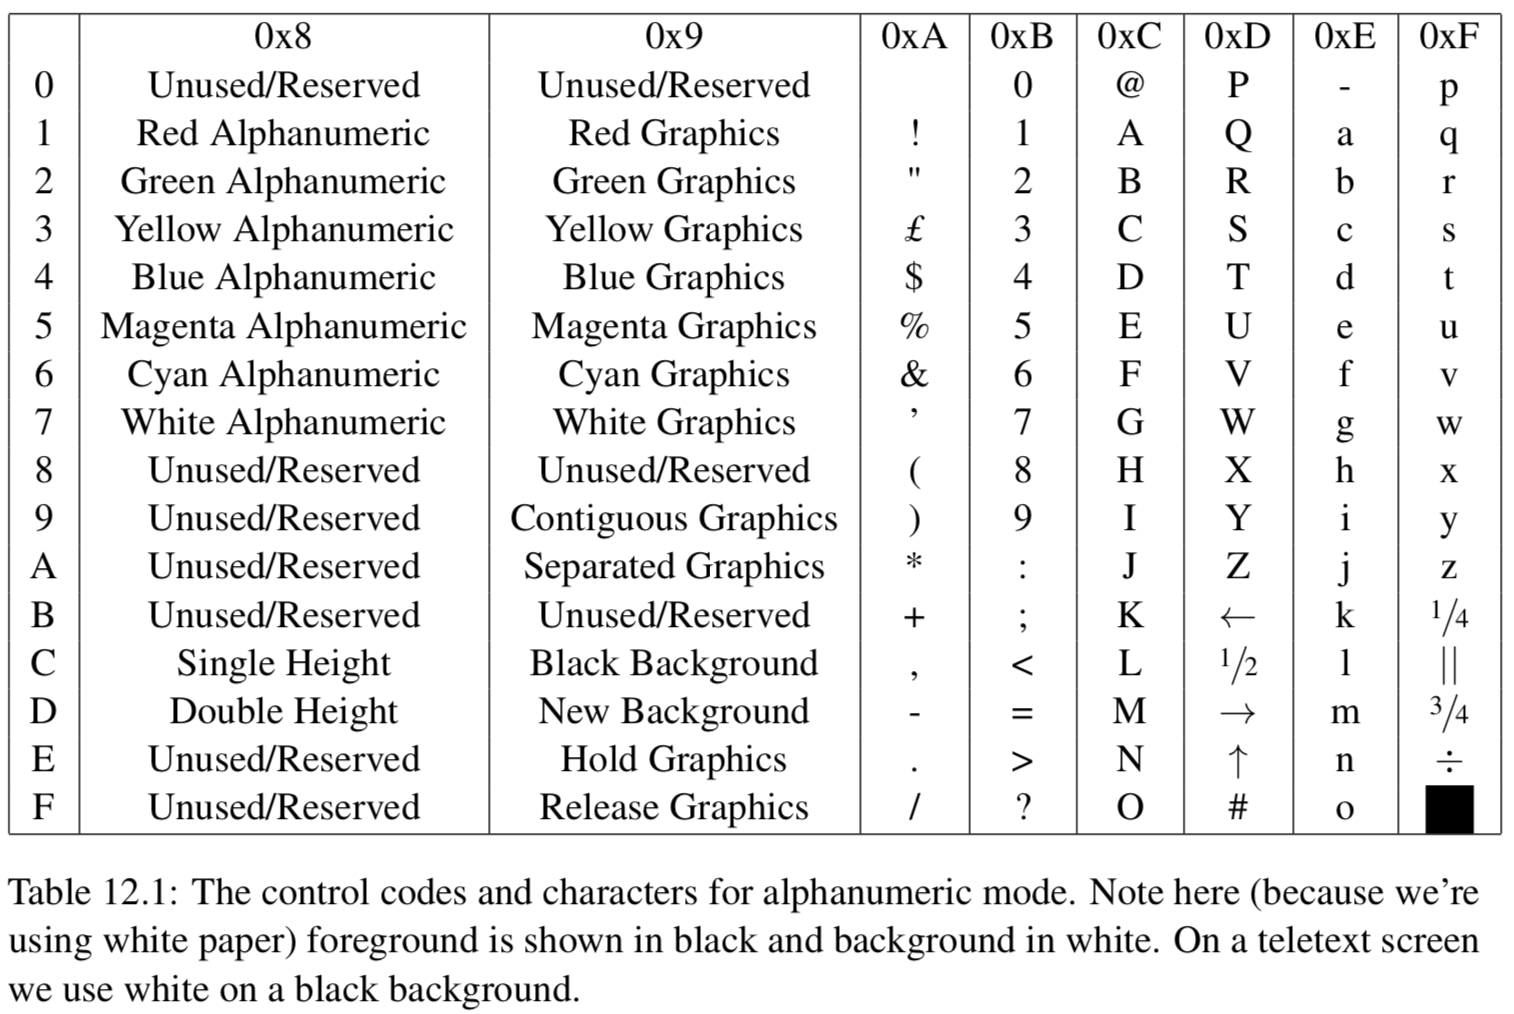 0x8 0x9 0xA 0xB 0xC 0xD 0xE 0xF
0 Unused/Reserved Unused/Reserved 0 @ P - p
1 Red Alphanumeric Red Graphics ! 1 A Q a q
2 Green Alphanumeric Green Graphics " 2 B R b r
3 Yellow Alphanumeric Yellow Graphics £ 3 C S c s
4 Blue Alphanumeric Blue Graphics $ 4 D T d t
5 Magenta Alphanumeric Magenta Graphics % 5 E U e u
6 Cyan Alphanumeric Cyan Graphics & 6 F V f v
7 White Alphanumeric White Graphics ’ 7 G W g w
8 Unused/Reserved Unused/Reserved ( 8 H X h x
9 Unused/Reserved Contiguous Graphics ) 9 I Y i y
A Unused/Reserved Separated Graphics * : J Z j z
B Unused/Reserved Unused/Reserved + ; K ← k 1/4
C Single Height Black Background , < L 1/2 l ||
D Double Height New Background - = M → m 3/4
E Unused/Reserved Hold Graphics . > N ↑ n ÷
F Unused/Reserved Release Graphics / ? O # o ■
Table 12.1: The control codes and characters for alphanumeric mode. Note here (because we’re
using white paper) foreground is shown in black and background in white. On a teletext screen
we use white on a black background.